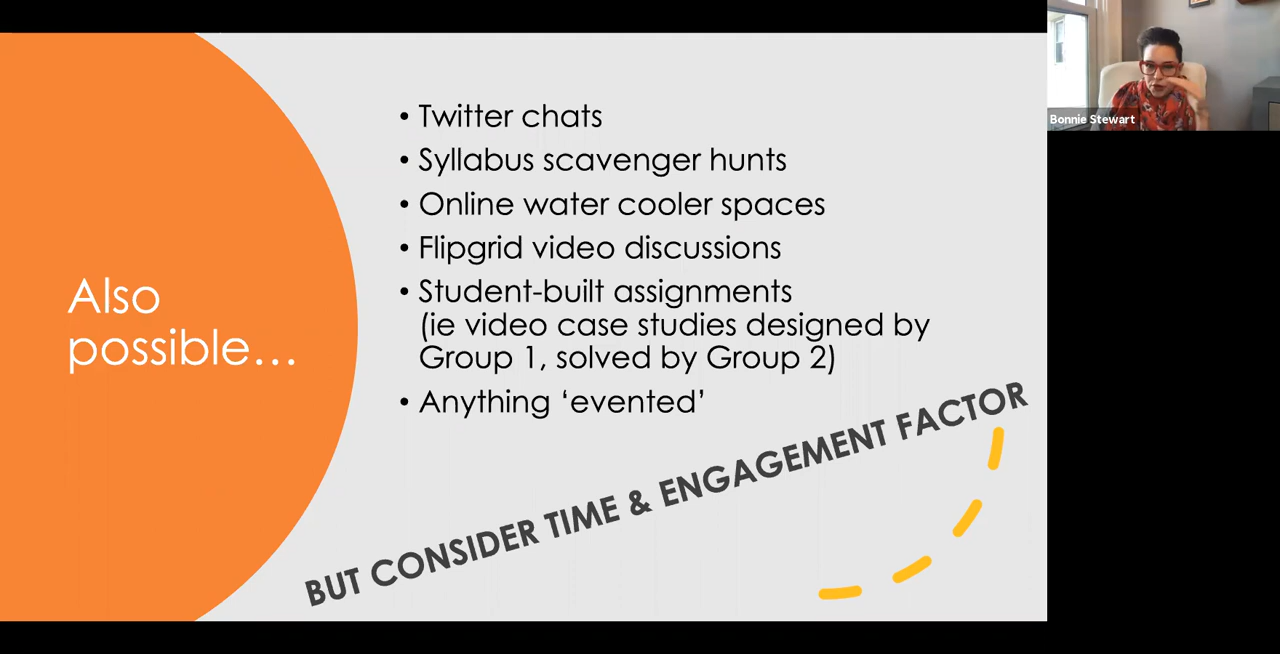 Also
possible…
• Twitter chats
• Syllabus scavenger hunts
• Online water cooler spaces
• Flipgrid video discussions
• Student-built assignments
(ie video case studies designed by
Group 1, solved by Group 2)
• Anything ‘evented’
BUT CONSIDER TIME & ENGAGEMENT FACTOR
Bonnie Stewart